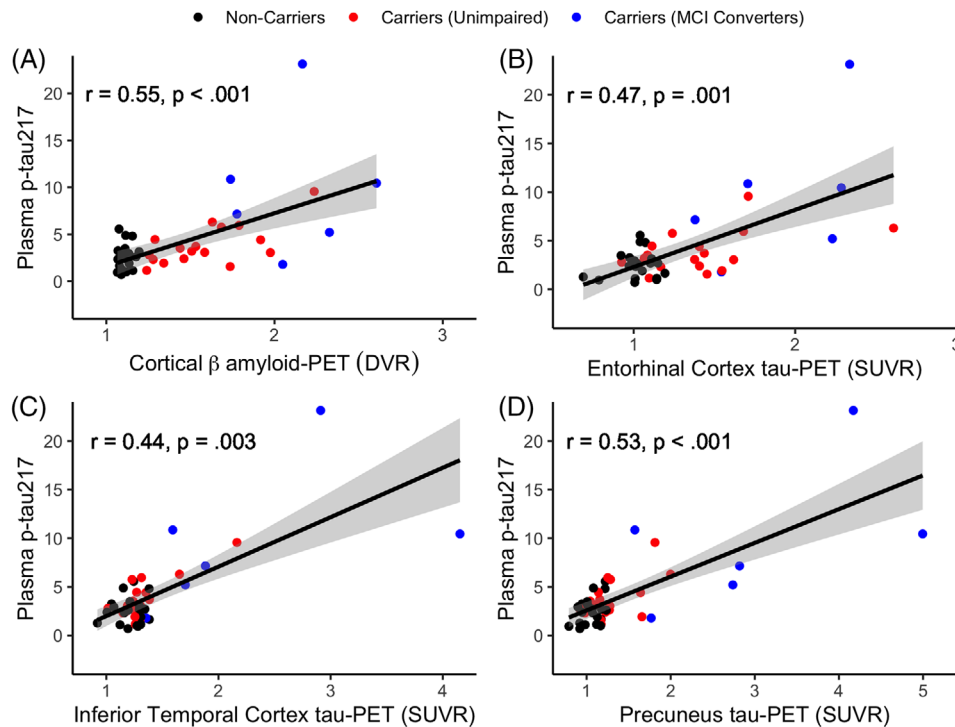 Non-Carriers Carriers (Unimpaired) Carriers (MCI Converters)
(A)
r = 0.55, p < .001
Plasma p-tau217
20
15
10
5
0
1 2 3
Cortical β amyloid-PET (DVR)
(B)
r = 0.47, p = .001
Plasma p-tau217
20
15
10
5
0
1 2 3
Entorhinal Cortex tau-PET (SUVR)
(C)
r = 0.44, p = .003
Plasma p-tau217
20
15
10
5
0
1 2 3 4
Inferior Temporal Cortex tau-PET (SUVR)
(D)
r = 0.53, p < .001
Plasma p-tau217
20
15
10
5
0
1 2 3 4 5
Precuneus tau-PET (SUVR)